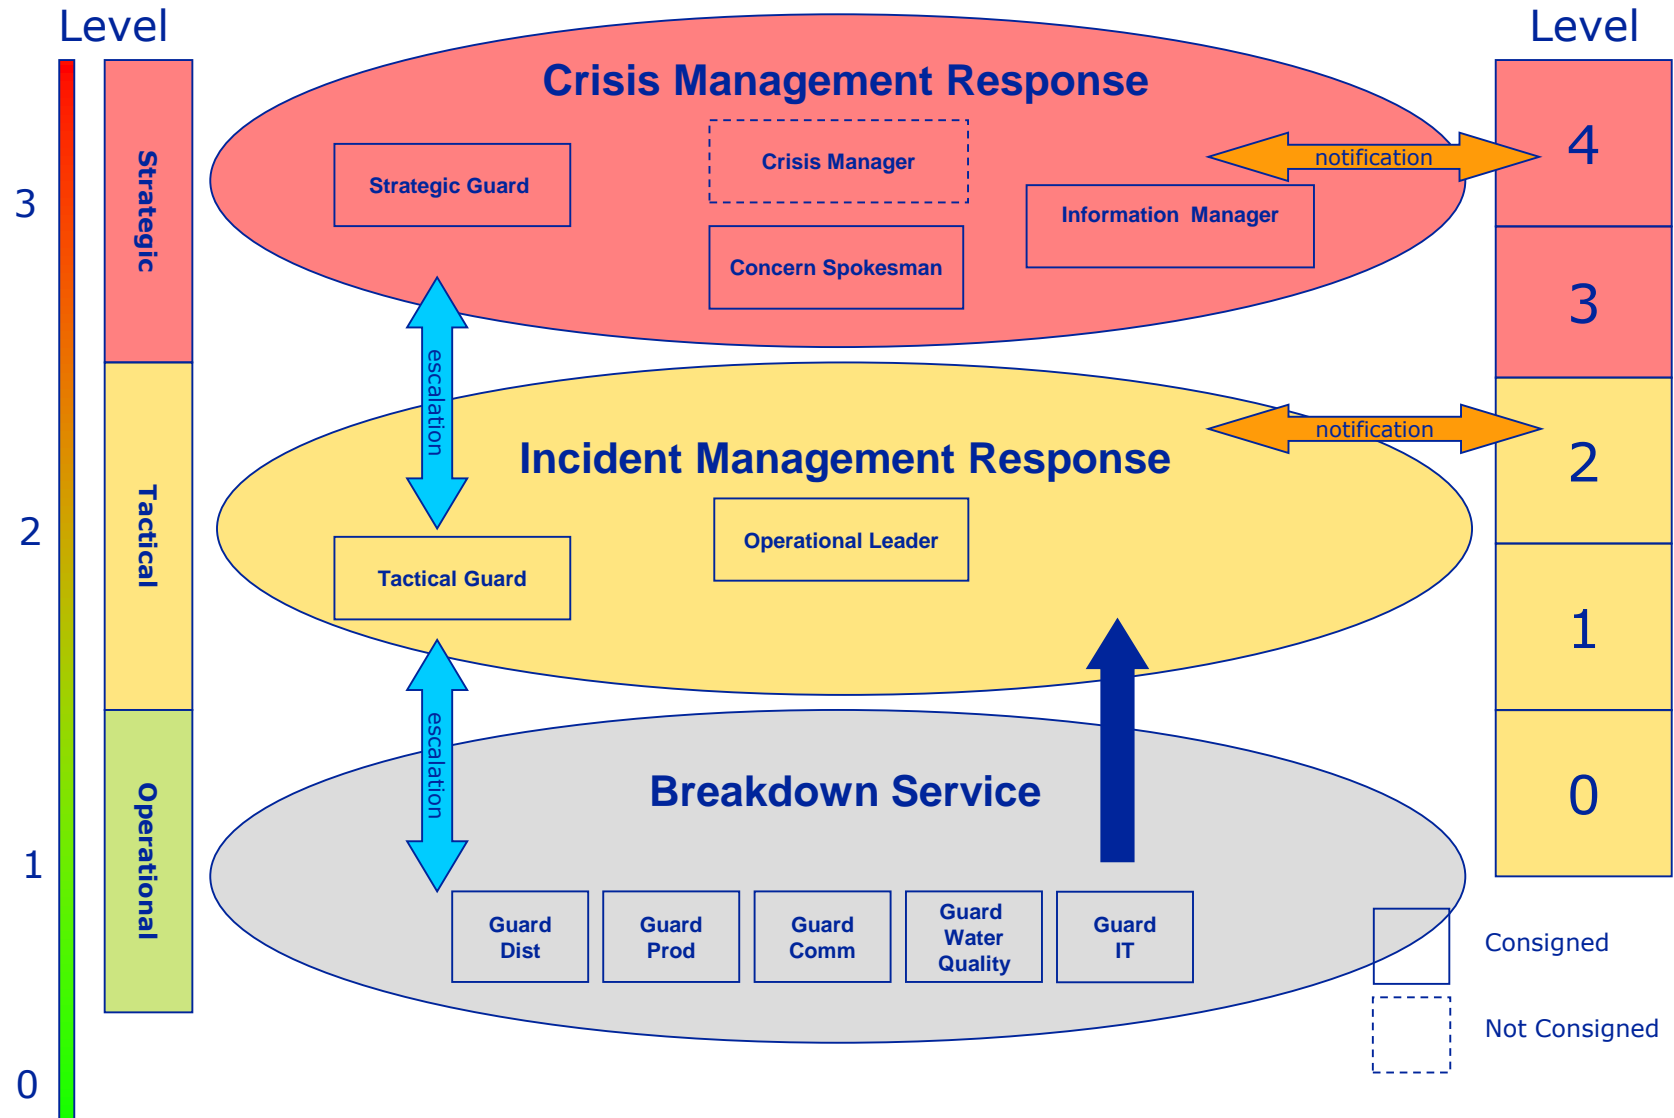 Level
Level
Crisis Management Response
Strategic
3
Strategic Guard
Crisis Manager
Information  Manager
Concern Spokesman
notification
4
3
escalation
Incident Management Response
Tactical
2
Operational Leader
Tactical Guard
notification
2
1
escalation
Breakdown Service
Operational
1
0
Guard
Dist
Guard
Prod
Guard
Comm
Guard
Water
Quality
Guard
IT
Consigned
Not Consigned
0